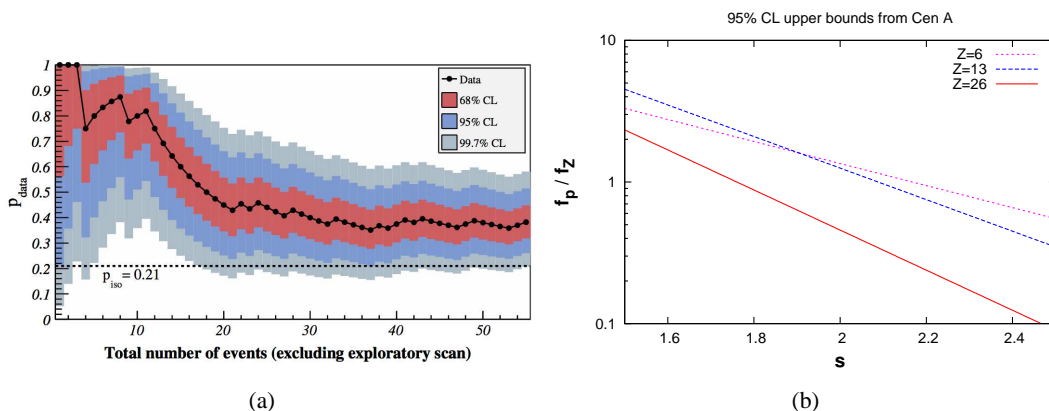 1
0.9
0.8
0.7
0.6
0.5
0.4
0.3
0.2
0.1
0
p_data
Data
68% CL
95% CL
99.7% CL
p_iso = 0.21
10 20 30 40 50
Total number of events (excluding exploratory scan)
(a)
95% CL upper bounds from Cen A
10
1
0.1
f_p / f_Z
Z=6
Z=13
Z=26
1.6 1.8 2 2.2 2.4
s
(b)